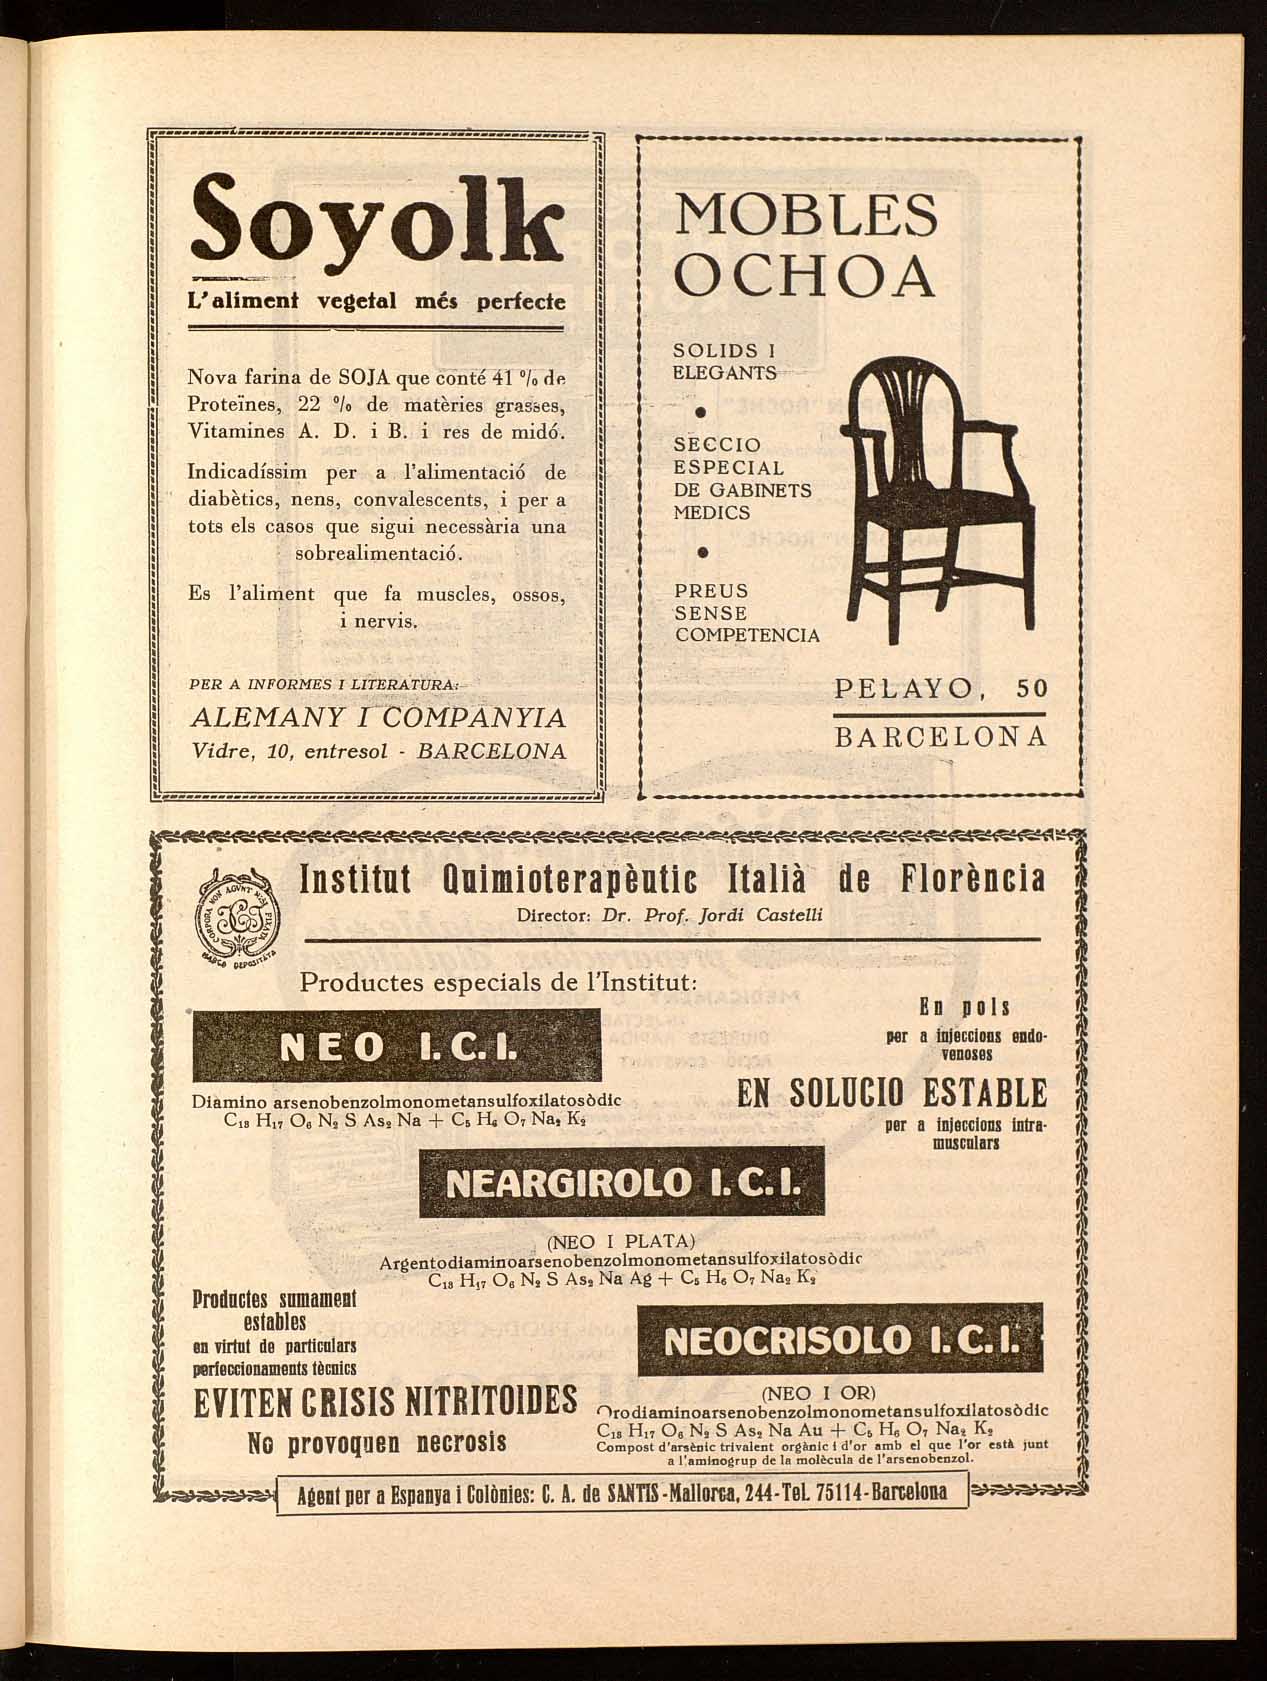 Soyolk
L'aliment vegetal més perfecte
Nova farina de SOJA que conté 41 % de
Proteïnes, 22 % de matèries grasses,
Vitamines A. D. i B. i res de midó.
Indicadíssim per a l'alimentació de
diabètics, nens, convalescents, i per a
tots els casos que sigui necessària una
sobrealimentació.
Es l'aliment que fa muscles, ossos,
i nervis.
PER A INFORMES I LITERATURA:
ALEMANY I COMPANYIA
Vidre, 10, entresol - BARCELONA
MOBLES
OCHOA
SOLIDS I
ELEGANTS
SECCIO
ESPECIAL
DE GABINETS
MEDICS
PREUS
SENSE
COMPETENCIA
PELAYO, 50
BARCELONA
CORPORA NON AGVNT NISI FIXATA
MARCA DEPOSITATA
Institut Quimioterapèutic Italià de Florència
Director: Dr. Prof. Jordi Castelli
Productes especials de l'Institut:
NEO I.C.I.
Diamino arsenobenzolmonometansulfoxilatosòdic
C₁₈ H₁₇ O₆ N₂ S As₂ Na + C₅ H₆ O₇ Na₂ K₂
En pols
per a injeccions endo-
venoses
EN SOLUCIO ESTABLE
per a injeccions intra-
musculars
NEARGIROLO I.C.I.
(NEO I PLATA)
Argentodiaminoarsenobenzolmonometansulfoxilatosòdic
C₁₈ H₁₇ O₆ N₂ S As₂ Na Ag + C₅ H₆ O₇ Na₂ K₂
Productes sumament
estables
en virtut de particulars
perfeccionaments tècnics
EVITEN CRISIS NITRITOIDES
No provoquen necrosis
NEOCRISOLO I.C.I.
(NEO I OR)
Orodiaminoarsenobenzolmonometansulfoxilatosòdic
C₁₈ H₁₇ O₆ N₂ S As₂ Na Au + C₅ H₆ O₇ Na₂ K₂
Compost d'arsènic trivalent orgànic i d'or amb el que l'or està junt
a l'aminogrup de la molècula de l'arsenobenzol.
Agent per a Espanya i Colònies: C. A. de SANTIS - Mallorca, 244 - Tel. 75114 - Barcelona